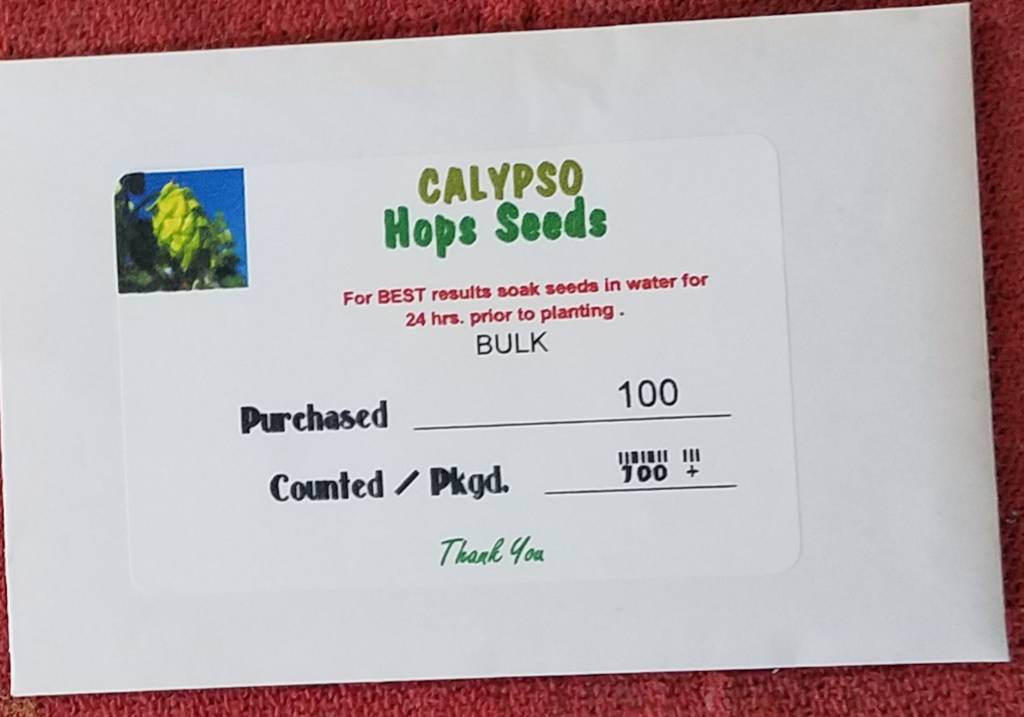 CALYPSO
Hops Seeds
For BEST results soak seeds in water for
24 hrs. prior to planting .
BULK
Purchased 100
Counted / Pkgd. 100 +
Thank You